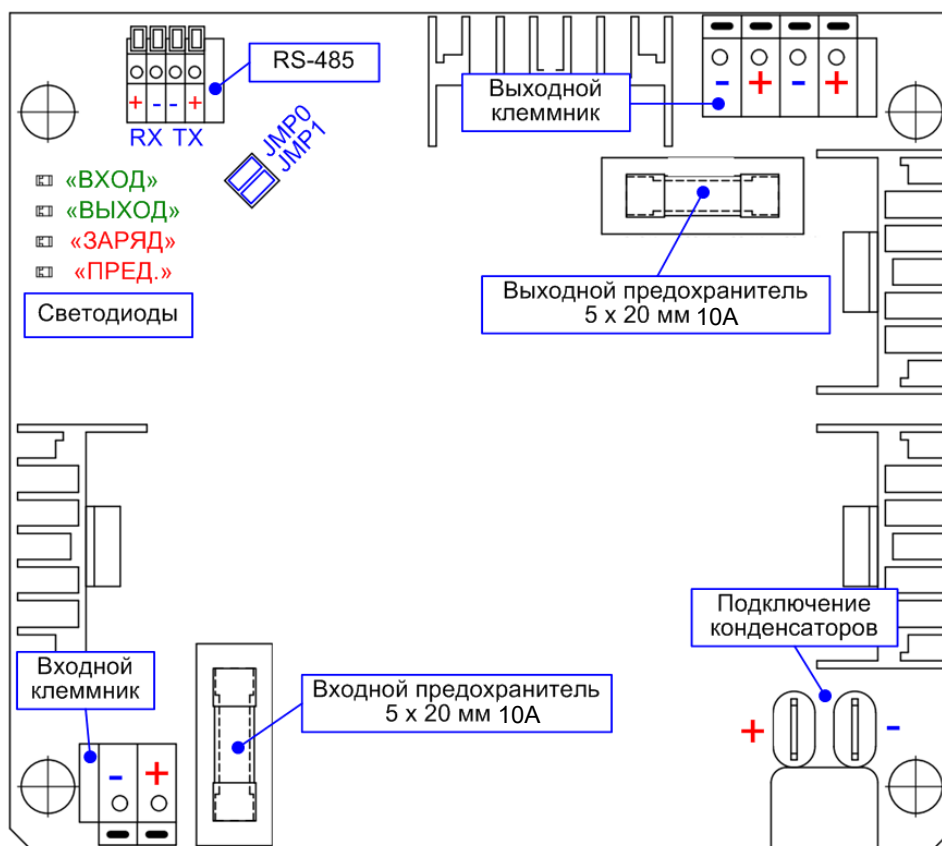 RS-485
+ - - +
RX TX
JMP0
JMP1
Выходной
клеммник
- + - +
«ВХОД»
«ВЫХОД»
«ЗАРЯД»
«ПРЕД.»
Светодиоды
Выходной предохранитель
5 x 20 мм 10А
Подключение
конденсаторов
+ -
Входной
клеммник
- +
Входной предохранитель
5 x 20 мм 10А